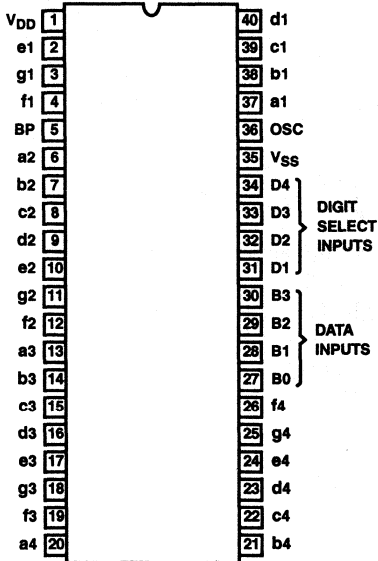 VDD 1 40 d1
e1 2 39 c1
g1 3 38 b1
f1 4 37 a1
BP 5 36 OSC
a2 6 35 VSS
b2 7 34 D4
c2 8 33 D3
d2 9 32 D2
e2 10 31 D1
DIGIT
SELECT
INPUTS
g2 11 30 B3
f2 12 29 B2
a3 13 28 B1
b3 14 27 B0
DATA
INPUTS
c3 15 26 f4
d3 16 25 g4
e3 17 24 e4
g3 18 23 d4
f3 19 22 c4
a4 20 21 b4